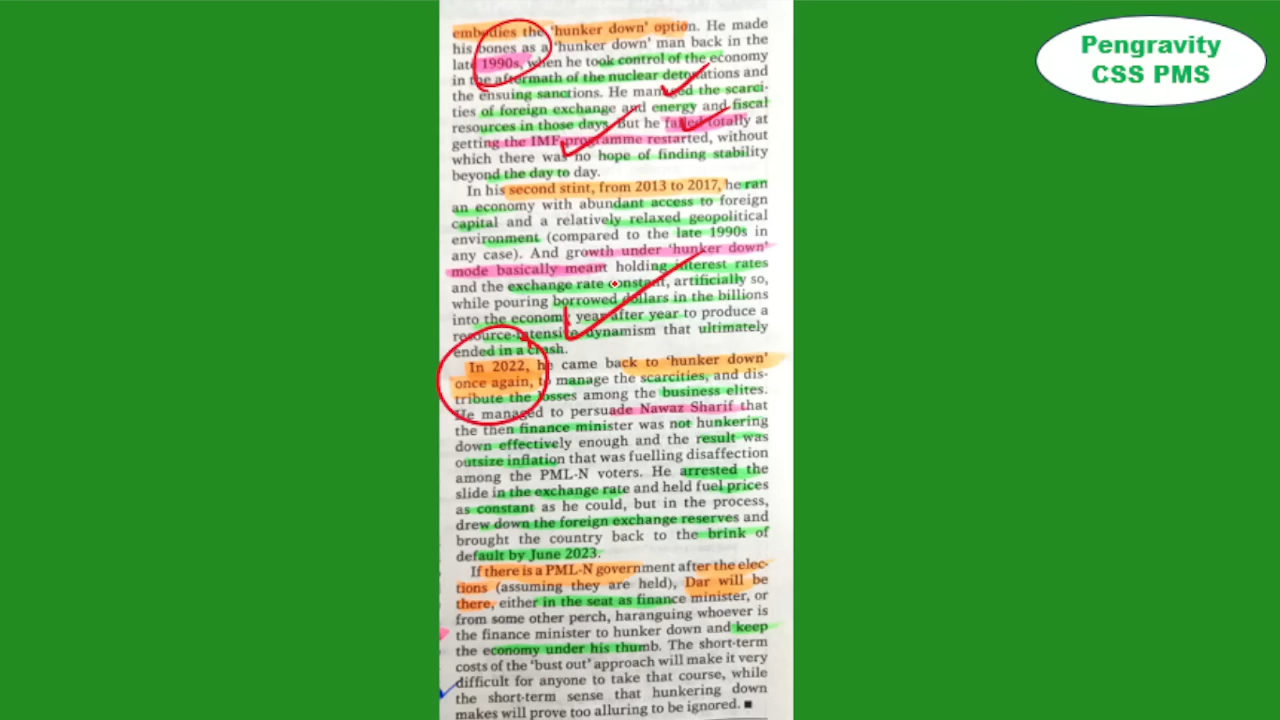 embodies the 'hunker down' option. He made
his bones as a 'hunker down' man back in the
late 1990s, when he took control of the economy
in the aftermath of the nuclear detonations and
the ensuing sanctions. He managed the scarci-
ties of foreign exchange and energy and fiscal
resources in those days. But he failed totally at
getting the IMF programme restarted, without
which there was no hope of finding stability
beyond the day to day.
In his second stint, from 2013 to 2017, he ran
an economy with abundant access to foreign
capital and a relatively relaxed geopolitical
environment (compared to the late 1990s in
any case). And growth under 'hunker down'
mode basically meant holding interest rates
and the exchange rate constant, artificially so,
while pouring borrowed dollars in the billions
into the economy year after year to produce a
resource-intensive dynamism that ultimately
ended in a crash.
In 2022, he came back to 'hunker down'
once again, to manage the scarcities, and dis-
tribute the losses among the business elites.
He managed to persuade Nawaz Sharif that
the then finance minister was not hunkering
down effectively enough and the result was
outsize inflation that was fuelling disaffection
among the PML-N voters. He arrested the
slide in the exchange rate and held fuel prices
as constant as he could, but in the process,
drew down the foreign exchange reserves and
brought the country back to the brink of
default by June 2023.
If there is a PML-N government after the elec-
tions (assuming they are held), Dar will be
there, either in the seat as finance minister, or
from some other perch, haranguing whoever is
the finance minister to hunker down and keep
the economy under his thumb. The short-term
costs of the 'bust out' approach will make it very
difficult for anyone to take that course, while
the short-term sense that hunkering down
makes will prove too alluring to be ignored. ■
Pengravity
CSS PMS